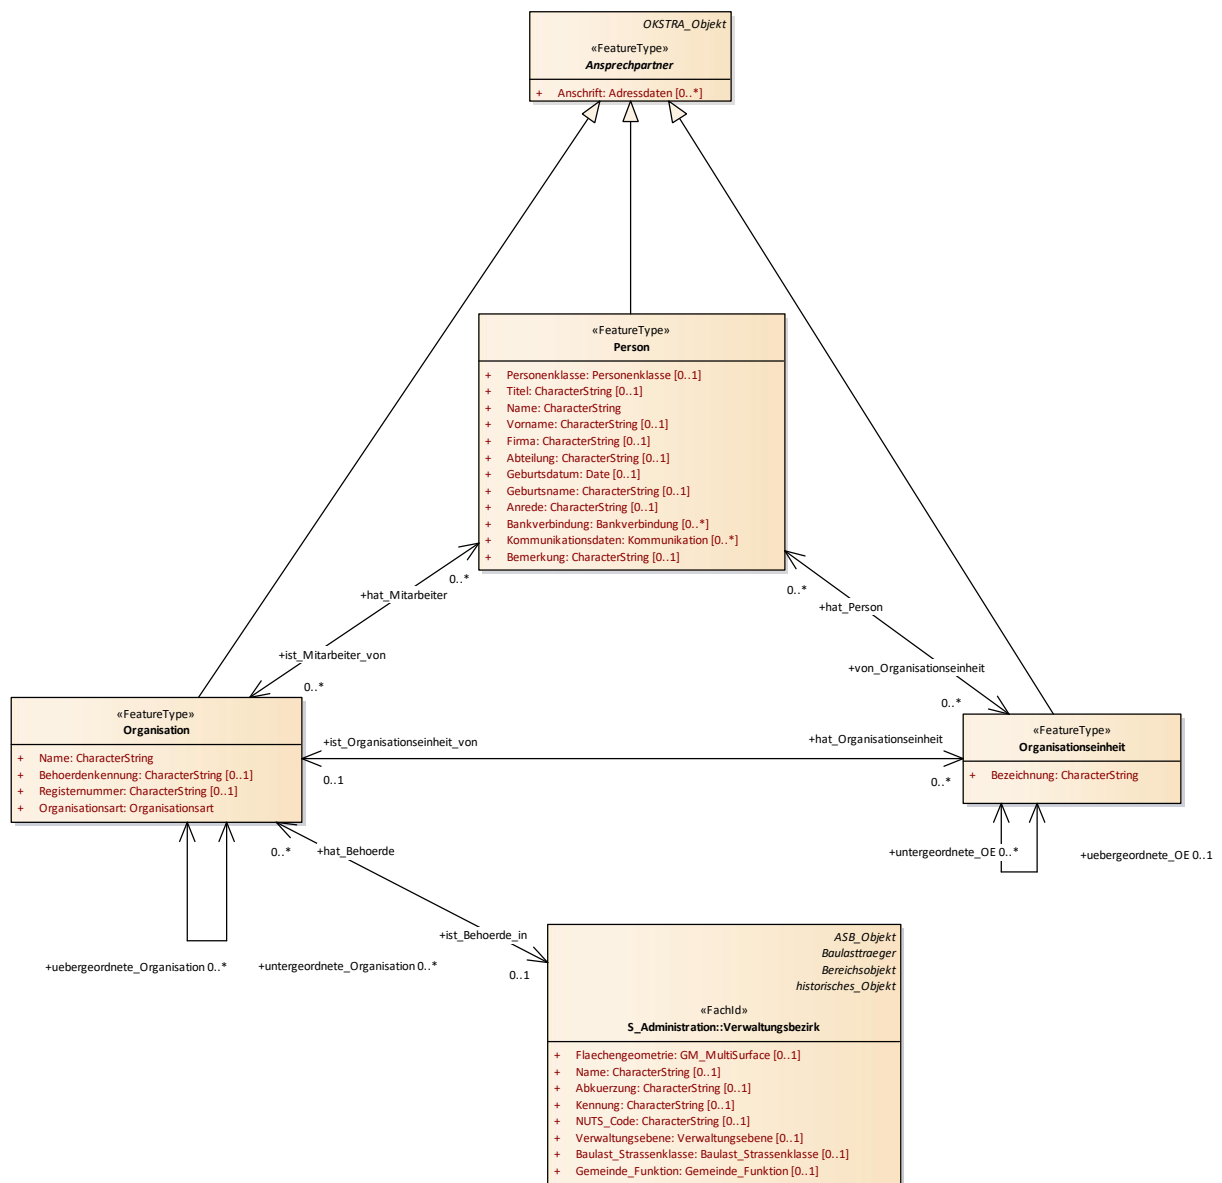 OKSTRA_Objekt
«FeatureType»
Ansprechpartner
+ Anschrift: Adressdaten [0..*]
«FeatureType»
Person
+ Personenklasse: Personenklasse [0..1]
+ Titel: CharacterString [0..1]
+ Name: CharacterString
+ Vorname: CharacterString [0..1]
+ Firma: CharacterString [0..1]
+ Abteilung: CharacterString [0..1]
+ Geburtsdatum: Date [0..1]
+ Geburtsname: CharacterString [0..1]
+ Anrede: CharacterString [0..1]
+ Bankverbindung: Bankverbindung [0..*]
+ Kommunikationsdaten: Kommunikation [0..*]
+ Bemerkung: CharacterString [0..1]
0..*
+hat_Mitarbeiter
+ist_Mitarbeiter_von
0..*
0..*
+hat_Person
+von_Organisationseinheit
0..*
«FeatureType»
Organisation
+ Name: CharacterString
+ Behoerdenkennung: CharacterString [0..1]
+ Registernummer: CharacterString [0..1]
+ Organisationsart: Organisationsart
+ist_Organisationseinheit_von
0..1
+hat_Organisationseinheit
0..*
«FeatureType»
Organisationseinheit
+ Bezeichnung: CharacterString
+untergeordnete_OE 0..*
+uebergeordnete_OE 0..1
0..*
+hat_Behoerde
+ist_Behoerde_in
0..1
+uebergeordnete_Organisation 0..*
+untergeordnete_Organisation 0..*
ASB_Objekt
Baulasttraeger
Bereichsobjekt
historisches_Objekt
«FachId»
S_Administration::Verwaltungsbezirk
+ Flaechengeometrie: GM_MultiSurface [0..1]
+ Name: CharacterString [0..1]
+ Abkuerzung: CharacterString [0..1]
+ Kennung: CharacterString [0..1]
+ NUTS_Code: CharacterString [0..1]
+ Verwaltungsebene: Verwaltungsebene [0..1]
+ Baulast_Strassenklasse: Baulast_Strassenklasse [0..1]
+ Gemeinde_Funktion: Gemeinde_Funktion [0..1]